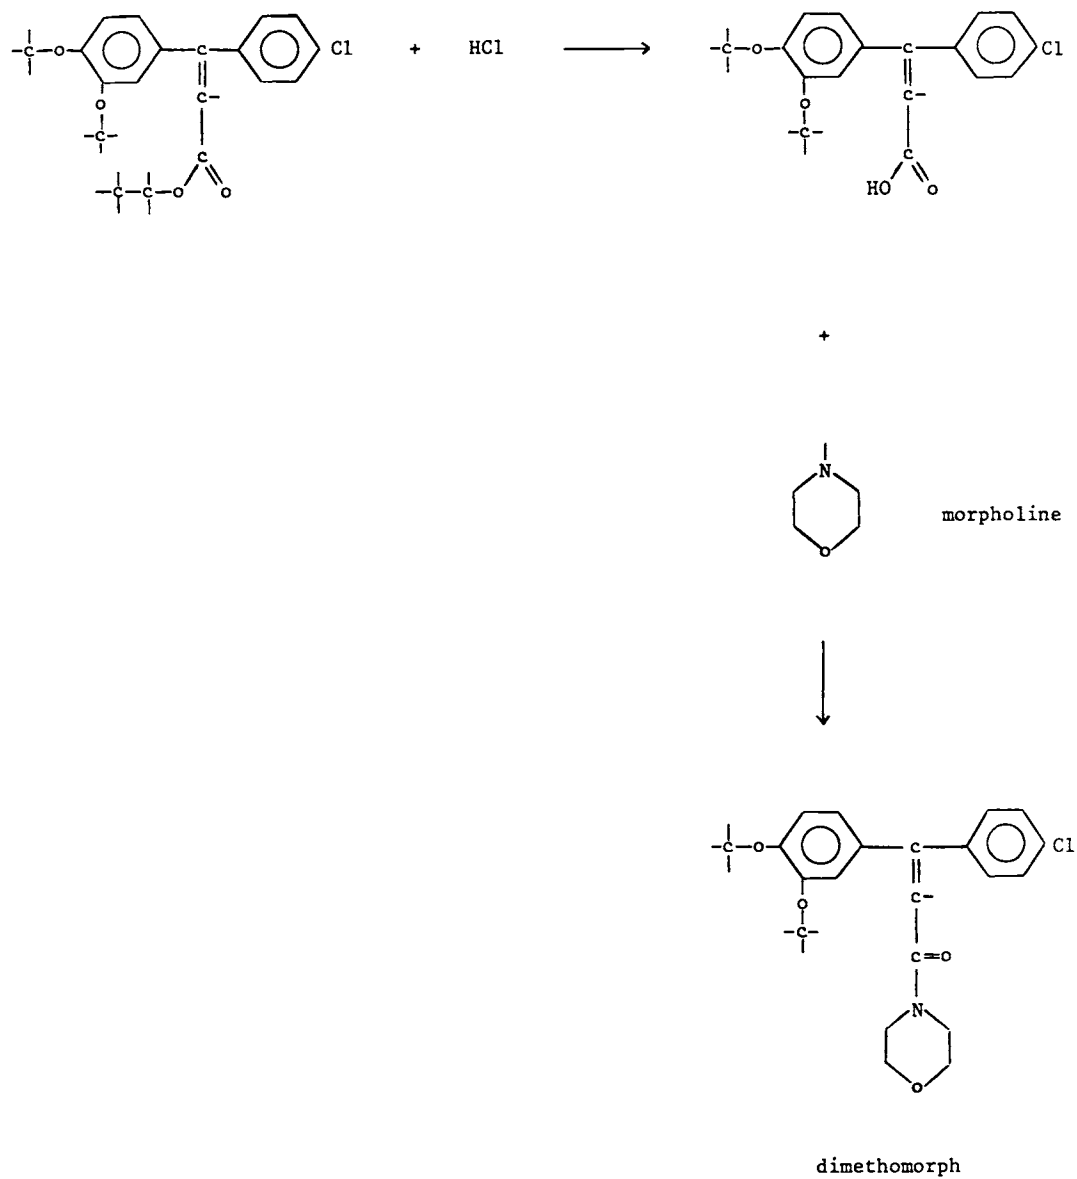 C O C Cl + HCl C O C Cl
C C
O O
C C
C C
C C O O HO O
+
N
morpholine
O
C O C Cl
O C
C C=O
N
O
dimethomorph